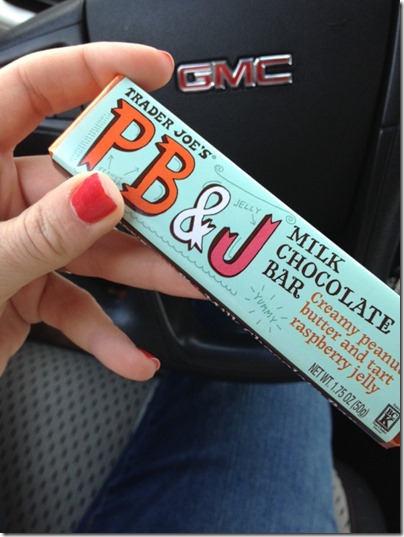 GMC
TRADER JOE'S®
PB&J
JELLY
YUMMY
MILK
CHOCOLATE
BAR
Creamy peanut
butter and tart
raspberry jelly
NET WT. 1.75 OZ (50g)
K